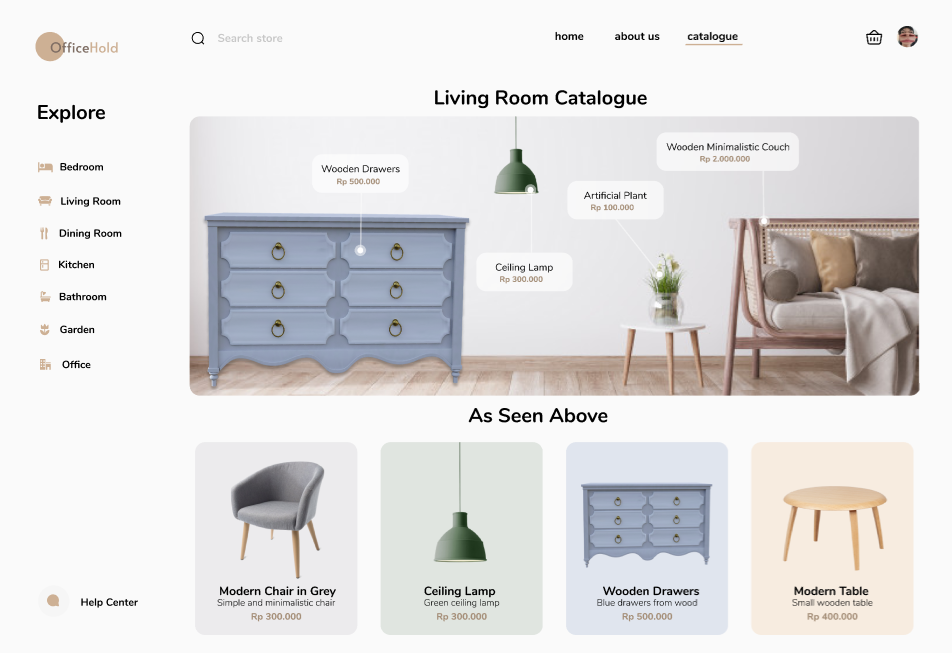 OfficeHold
Search store
home
about us
catalogue
Explore
Bedroom
Living Room
Dining Room
Kitchen
Bathroom
Garden
Office
Help Center
Living Room Catalogue
Wooden Drawers
Rp 500.000
Wooden Minimalistic Couch
Rp 2.000.000
Artificial Plant
Rp 100.000
Ceiling Lamp
Rp 300.000
As Seen Above
Modern Chair in Grey
Simple and minimalistic chair
Rp 300.000
Ceiling Lamp
Green ceiling lamp
Rp 300.000
Wooden Drawers
Blue drawers from wood
Rp 500.000
Modern Table
Small wooden table
Rp 400.000